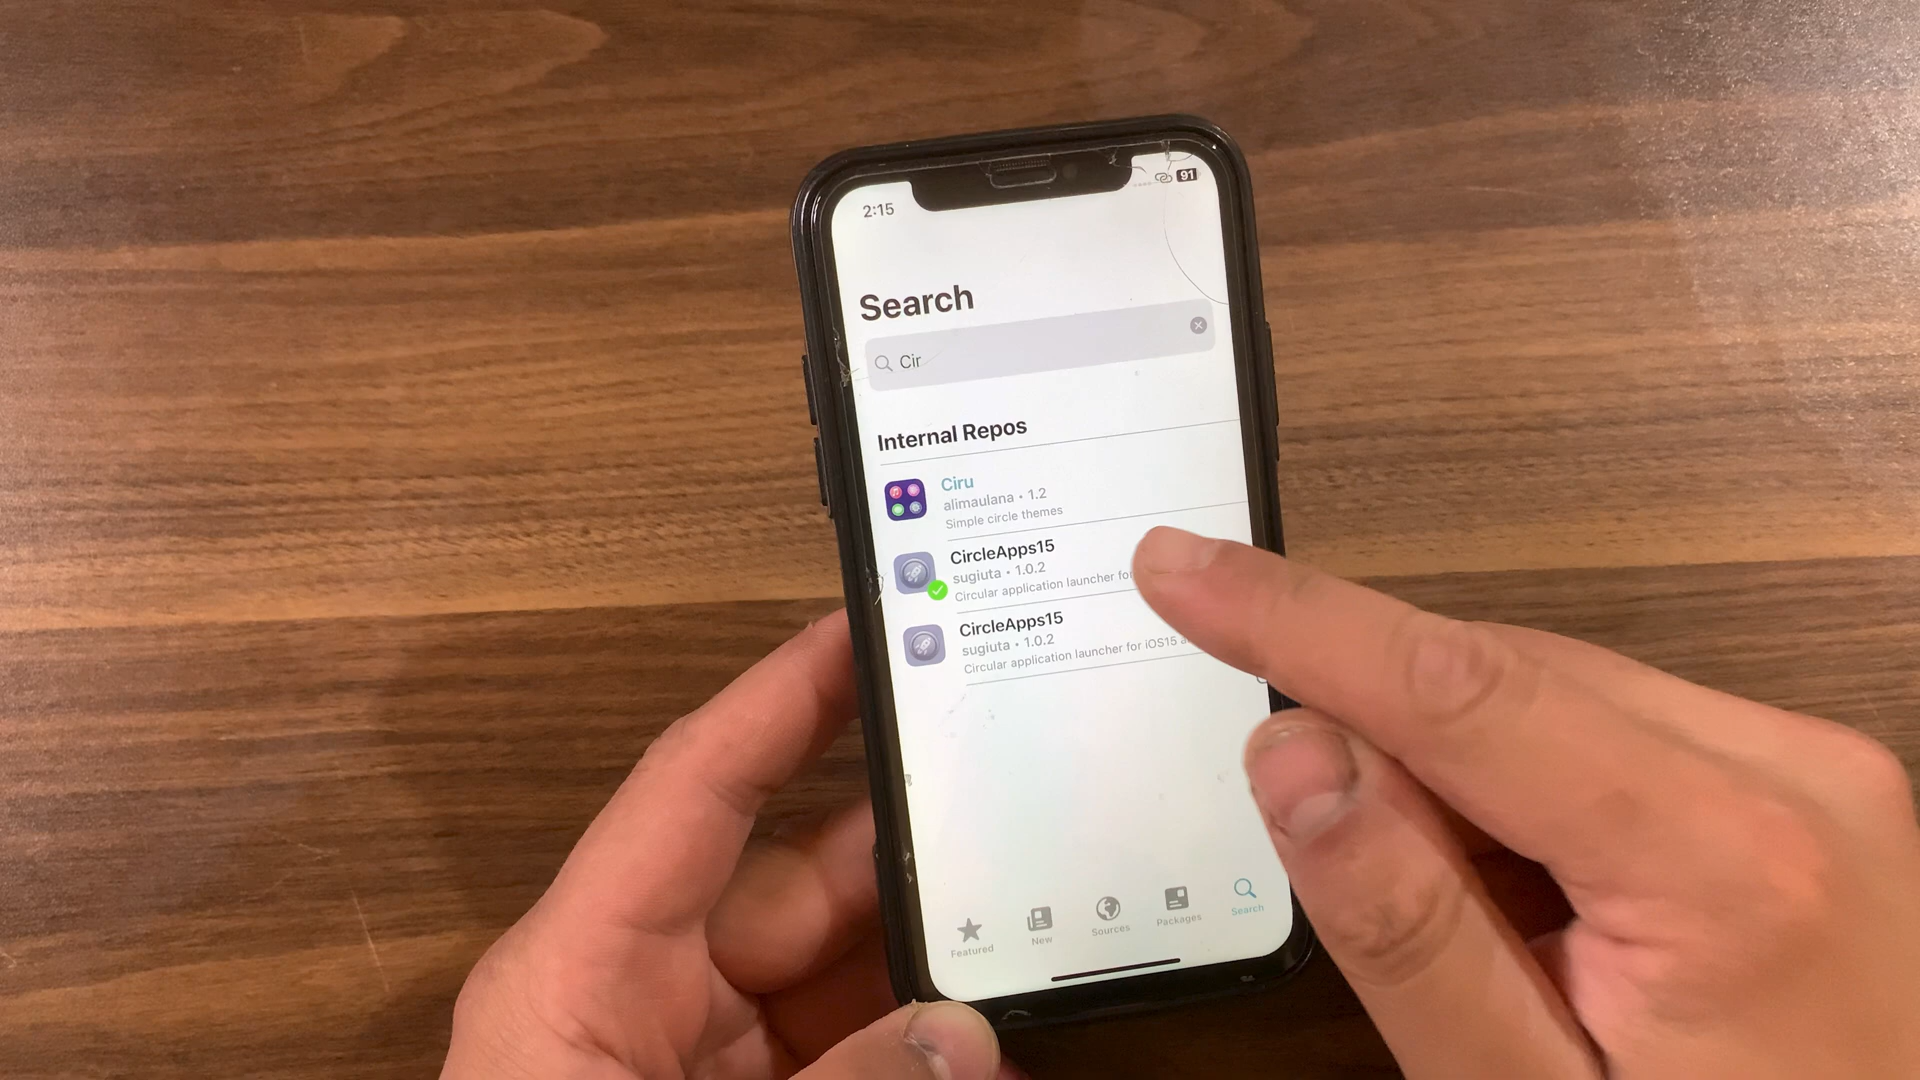 2:15
91
Search
Cir
Internal Repos
Ciru
alimaulana • 1.2
Simple circle themes
CircleApps15
sugiuta • 1.0.2
Circular application launcher for
CircleApps15
sugiuta • 1.0.2
Circular application launcher for iOS15
Featured
New
Sources
Packages
Search